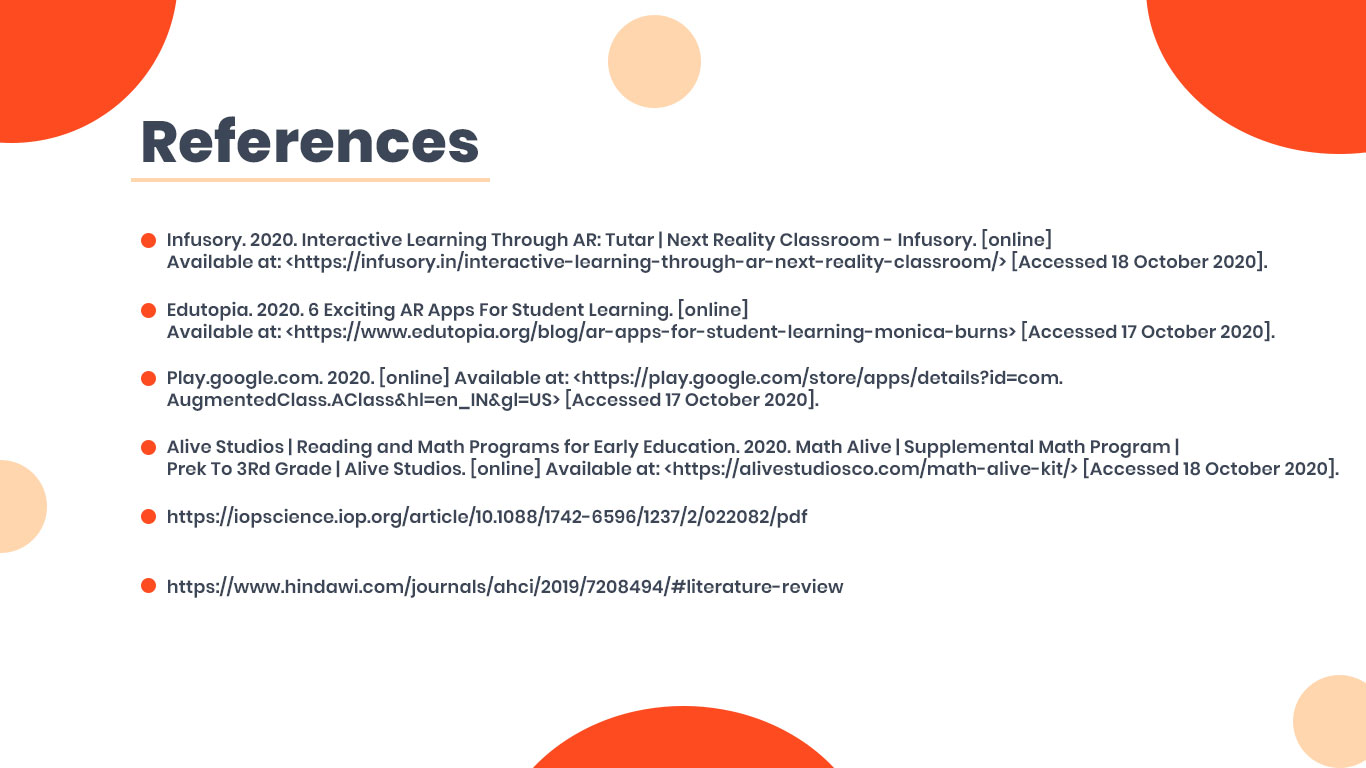 References
Infusory. 2020. Interactive Learning Through AR: Tutar | Next Reality Classroom - Infusory. [online]
Available at: <https://infusory.in/interactive-learning-through-ar-next-reality-classroom/> [Accessed 18 October 2020].
Edutopia. 2020. 6 Exciting AR Apps For Student Learning. [online]
Available at: <https://www.edutopia.org/blog/ar-apps-for-student-learning-monica-burns> [Accessed 17 October 2020].
Play.google.com. 2020. [online] Available at: <https://play.google.com/store/apps/details?id=com.
AugmentedClass.AClass&hl=en_IN&gl=US> [Accessed 17 October 2020].
Alive Studios | Reading and Math Programs for Early Education. 2020. Math Alive | Supplemental Math Program |
Prek To 3Rd Grade | Alive Studios. [online] Available at: <https://alivestudiosco.com/math-alive-kit/> [Accessed 18 October 2020].
https://iopscience.iop.org/article/10.1088/1742-6596/1237/2/022082/pdf
https://www.hindawi.com/journals/ahci/2019/7208494/#literature-review